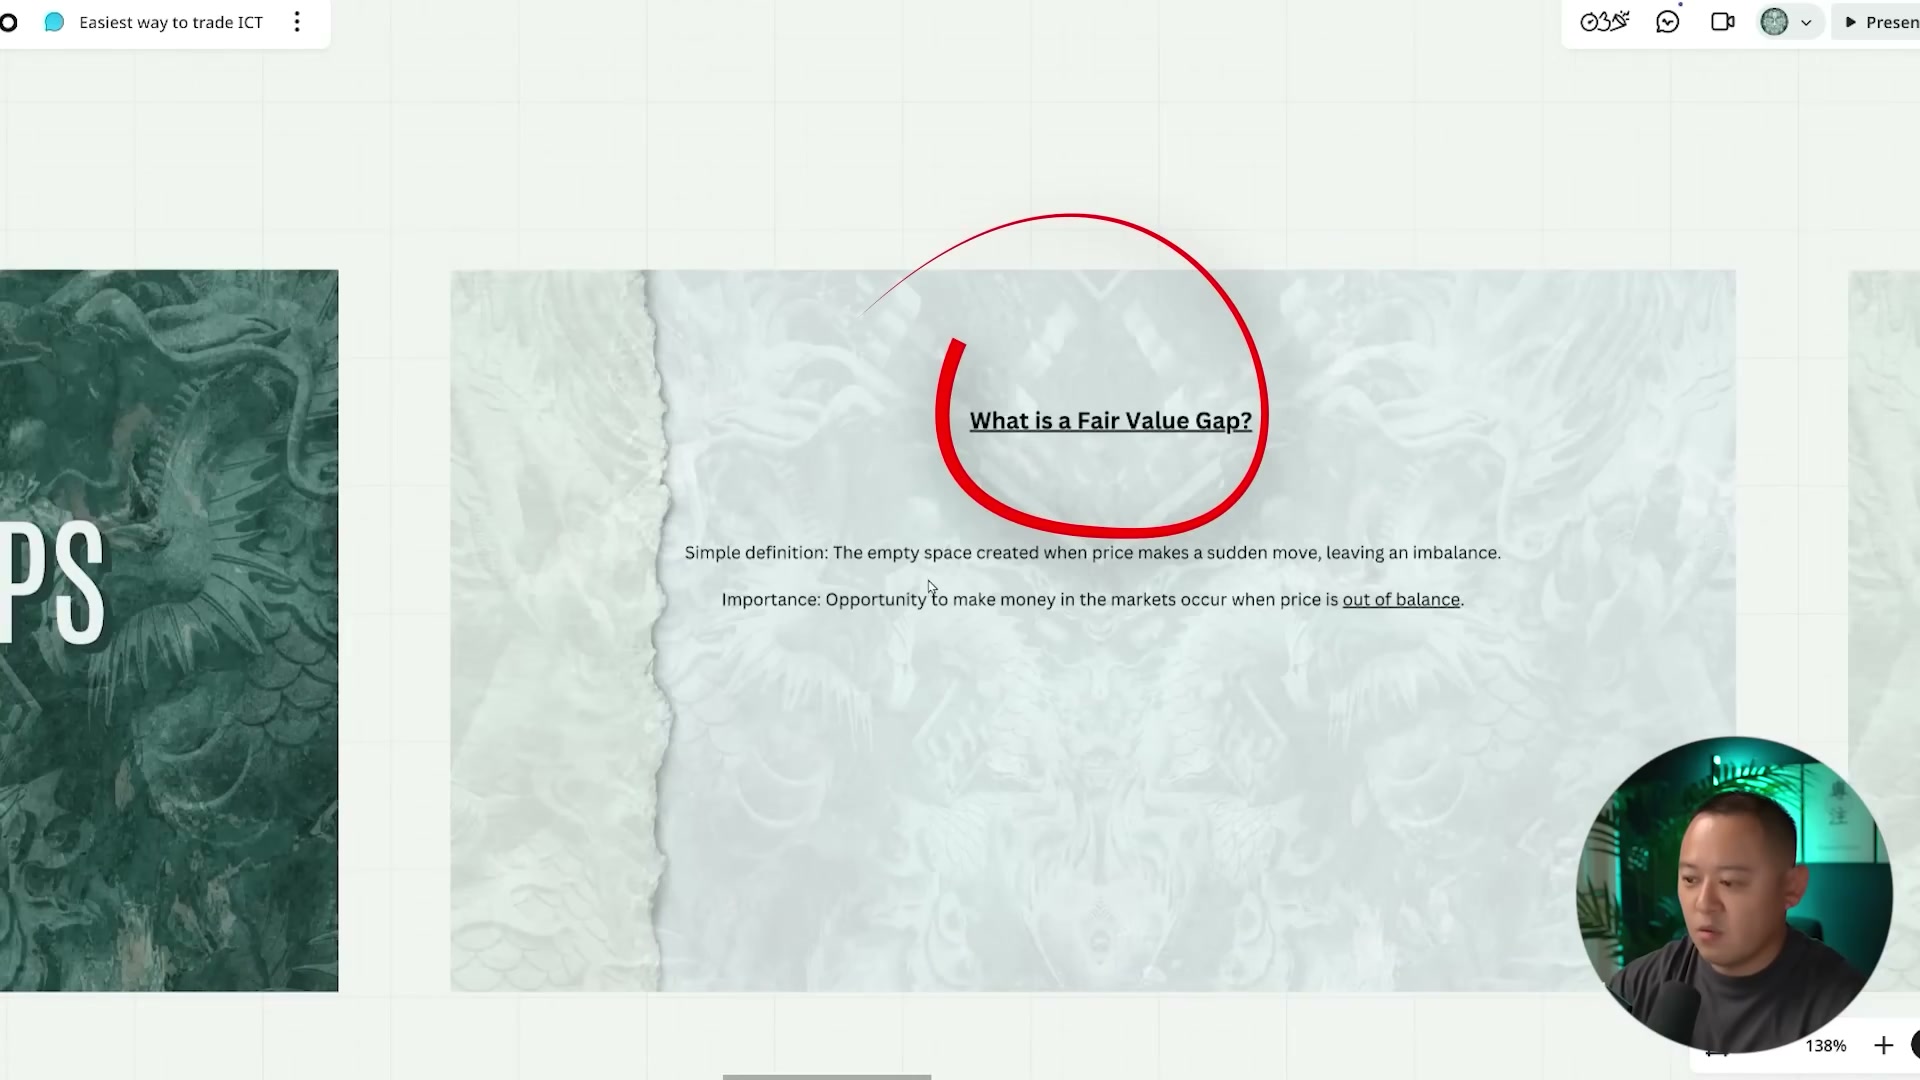 Easiest way to trade ICT
Presen
PS
What is a Fair Value Gap?
Simple definition: The empty space created when price makes a sudden move, leaving an imbalance.
Importance: Opportunity to make money in the markets occur when price is out of balance.
138%